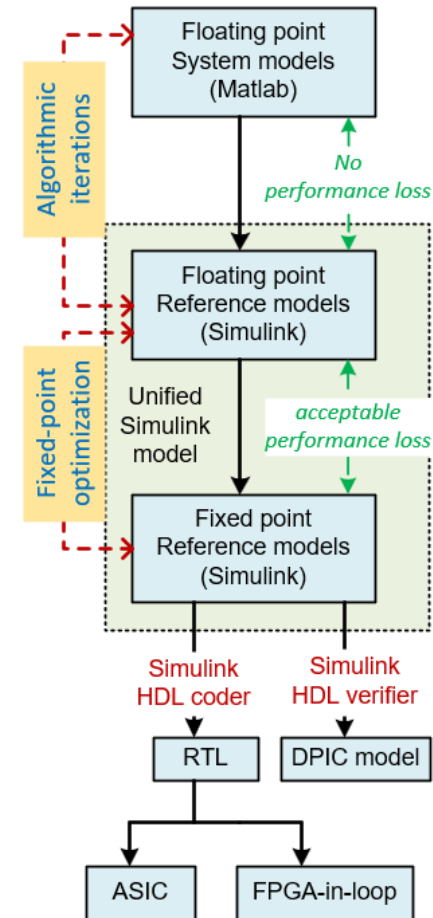 Floating point
System models
(Matlab)
Algorithmic
iterations
No
performance loss
Floating point
Reference models
(Simulink)
Fixed-point
optimization
Unified
Simulink
model
acceptable
performance loss
Fixed point
Reference models
(Simulink)
Simulink
HDL coder
Simulink
HDL verifier
RTL
DPIC model
ASIC
FPGA-in-loop